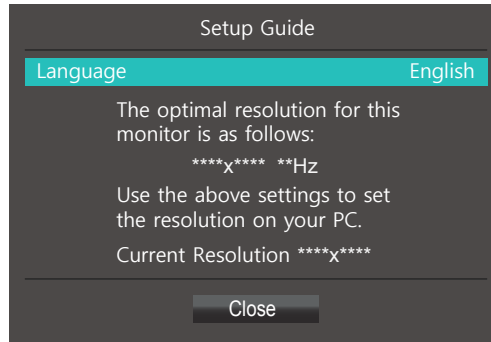 Setup Guide
Language English
The optimal resolution for this
monitor is as follows:
****x**** **Hz
Use the above settings to set
the resolution on your PC.
Current Resolution ****x****
Close